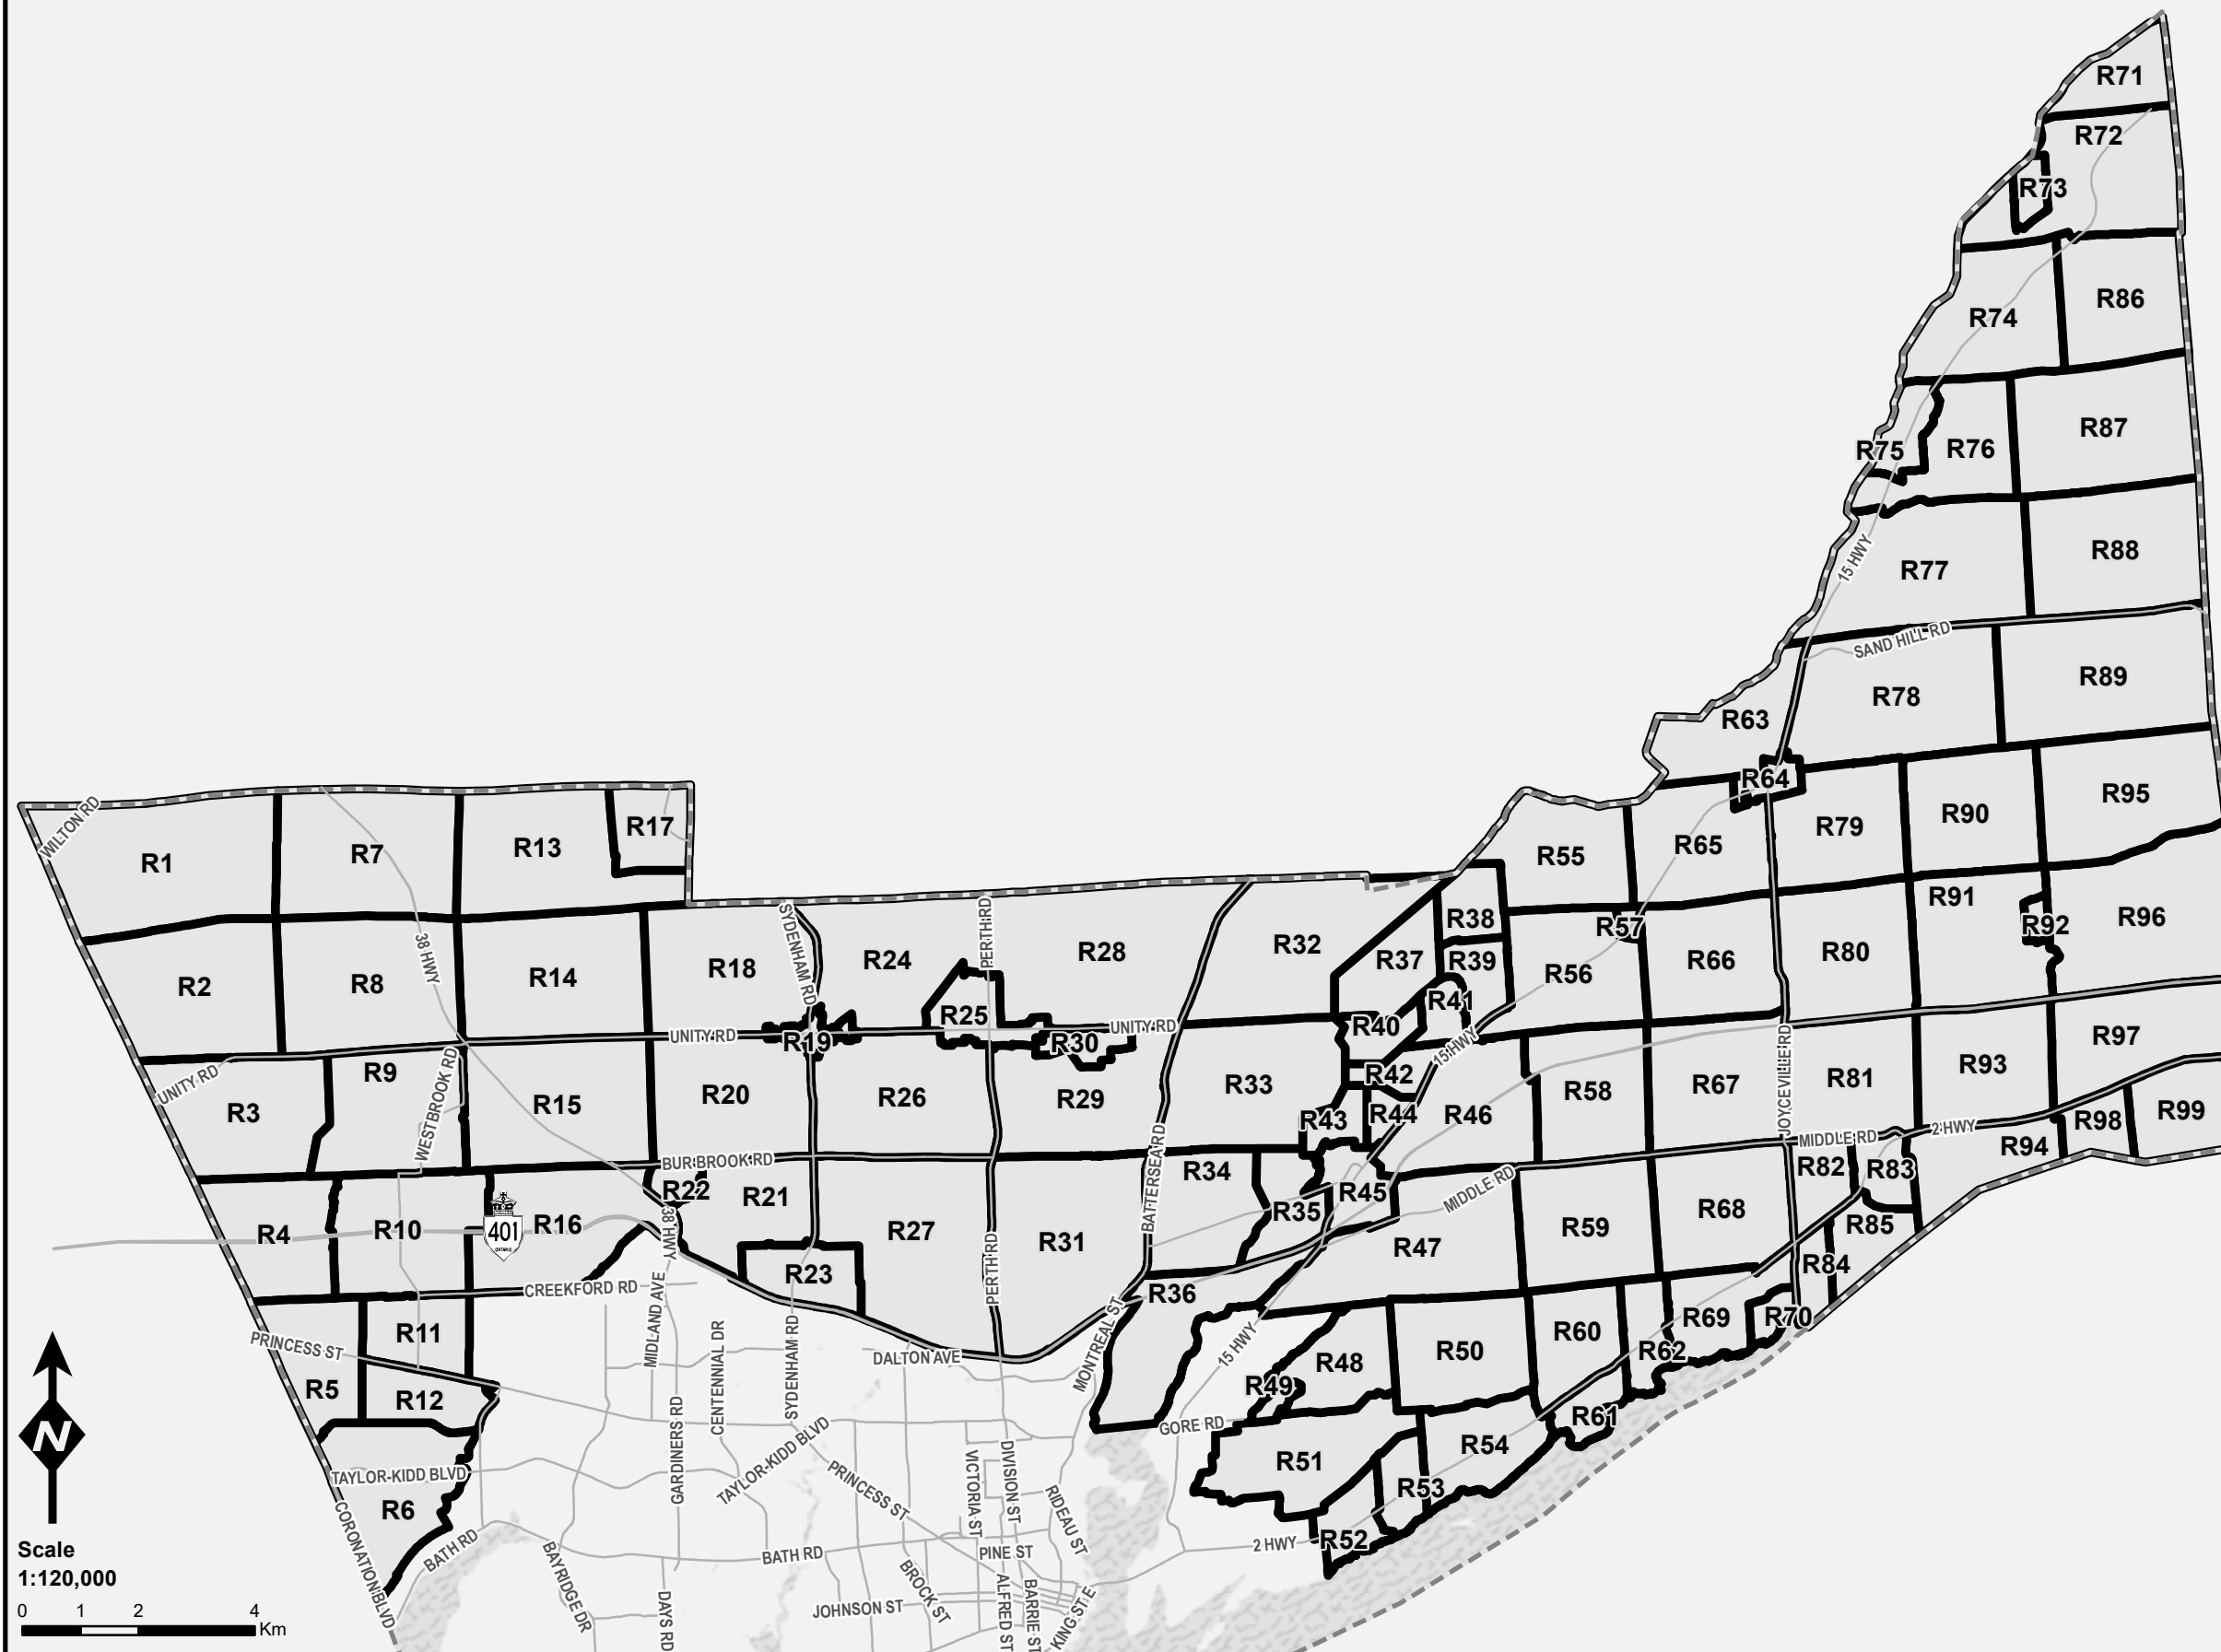 R71
R72
R73
R86
R74
R87
R75
R76
R88
R77
15 HWY
SAND HILL RD
R89
R78
R63
R64
R95
R90
R79
R65
R55
WILTON RD
R1
R7
R13
R17
R91
R92
R96
R38
R57
R32
R28
R24
SYDENHAM RD
PERTH RD
R18
R14
R8
R2
38 HWY
R37
R39
R56
R66
R80
R41
R25
R40
UNITY RD
R19
R30
UNITY RD
15 HWY
R97
UNITY RD
R9
WESTBROOK RD
R3
R15
R20
R26
R29
R33
R42
R58
R67
JOYCEVILLE RD
R81
R93
R43
R44
R46
R98
R99
MIDDLE RD
2 HWY
R94
BUR BROOK RD
BATTERSEA RD
R34
R82
R83
R22
R21
R45
MIDDLE RD
R35
R4
R10
401
ONTARIO
R16
38 HWY
R27
R31
R47
R59
R68
R85
R84
R23
PERTH RD
CREEKFORD RD
R36
R69
R70
R11
PRINCESS ST
MIDLAND AVE
CENTENNIAL DR
SYDENHAM RD
DALTON AVE
MONTREAL ST
15 HWY
R48
R50
R60
R62
R5
R12
R49
R61
GORE RD
GARDINERS RD
TAYLOR-KIDD BLVD
R51
R54
N
TAYLOR-KIDD BLVD
PRINCESS ST
VICTORIA ST
DIVISION ST
RIDEAU ST
R53
R6
CORONATION BLVD
BATH RD
R52
2 HWY
Scale
1:120,000
BAYRIDGE DR
BATH RD
PINE ST
BROCK ST
ALFRED ST
BARRIE ST
KING ST E
DAYS RD
JOHNSON ST
0 1 2 4
Km